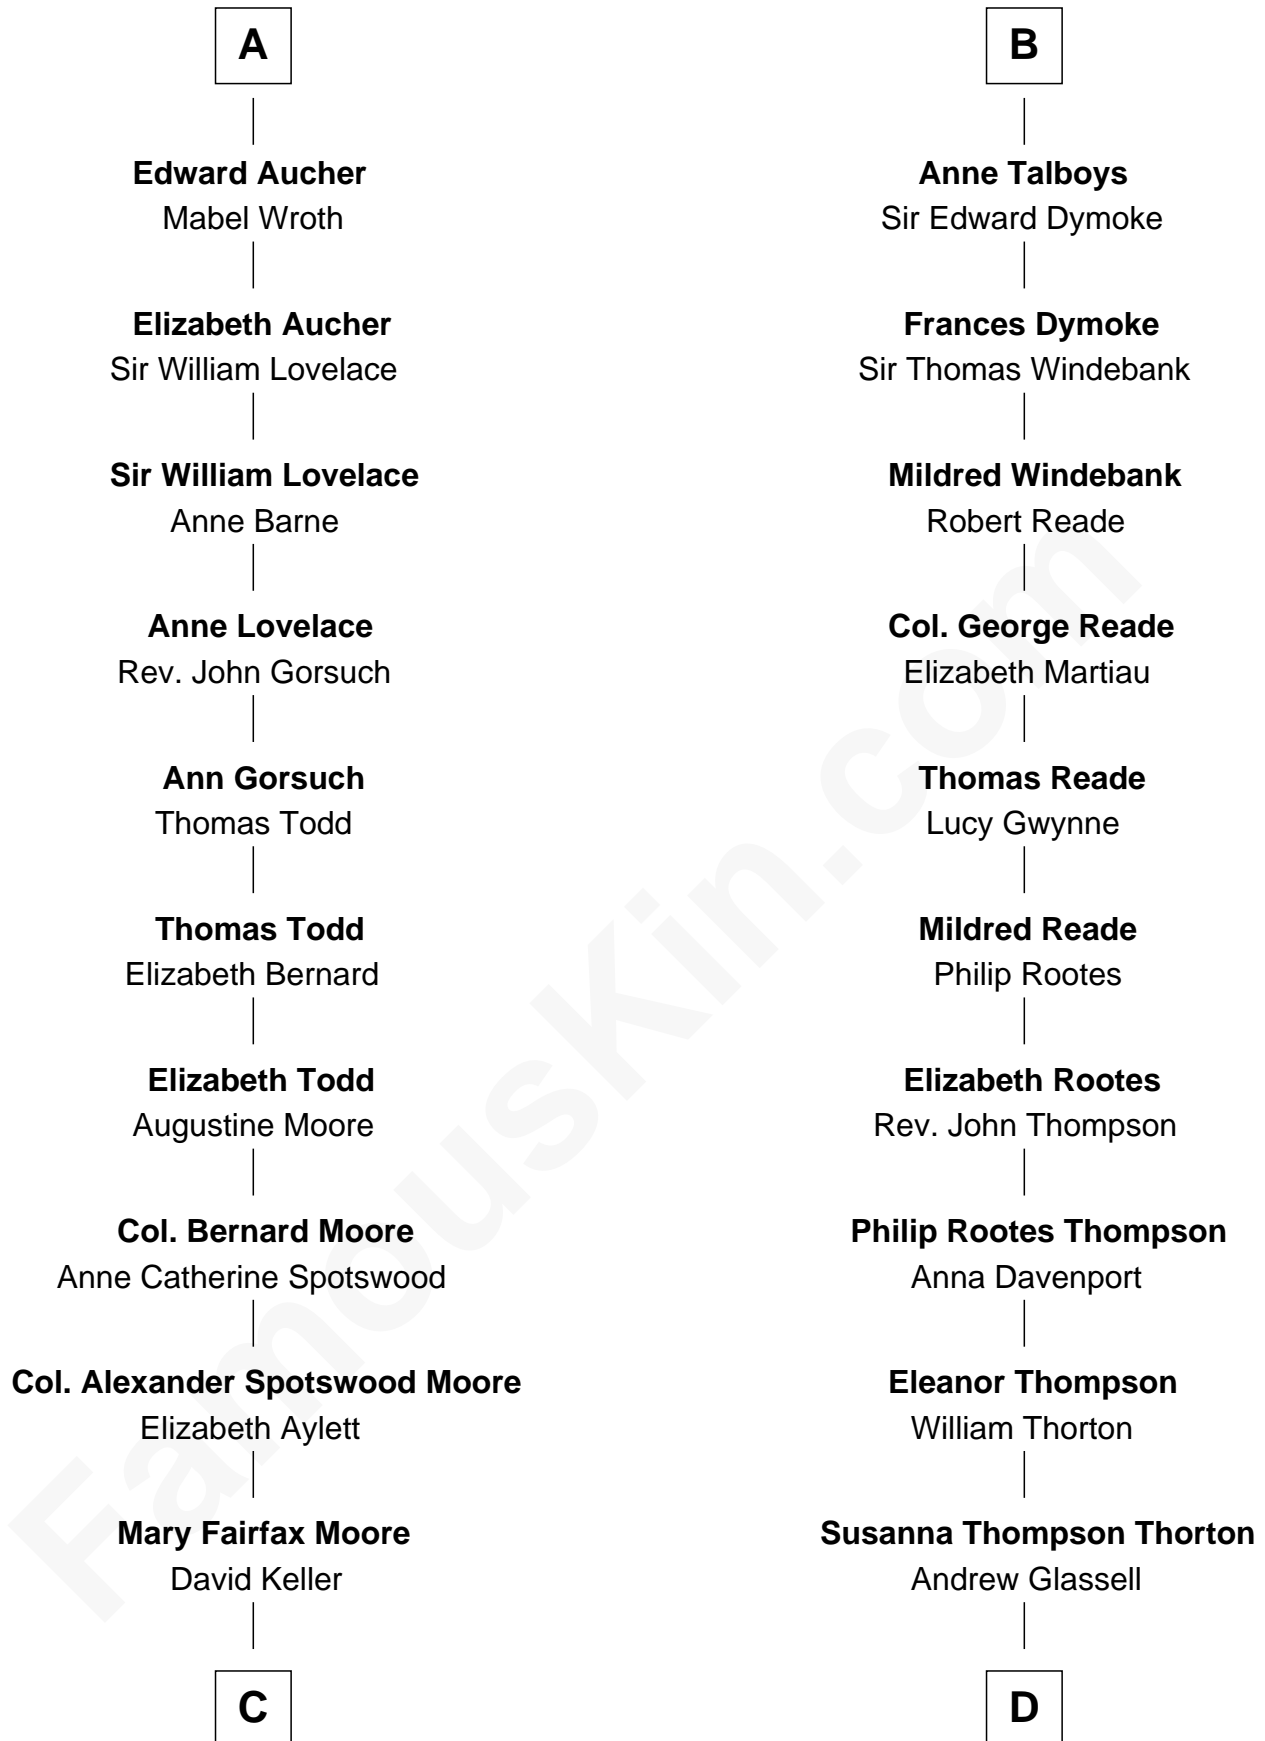 A
Edward Aucher
Mabel Wroth
Elizabeth Aucher
Sir William Lovelace
Sir William Lovelace
Anne Barne
Anne Lovelace
Rev. John Gorsuch
Ann Gorsuch
Thomas Todd
Thomas Todd
Elizabeth Bernard
Elizabeth Todd
Augustine Moore
Col. Bernard Moore
Anne Catherine Spotswood
Col. Alexander Spotswood Moore
Elizabeth Aylett
Mary Fairfax Moore
David Keller
C
B
Anne Talboys
Sir Edward Dymoke
Frances Dymoke
Sir Thomas Windebank
Mildred Windebank
Robert Reade
Col. George Reade
Elizabeth Martiau
Thomas Reade
Lucy Gwynne
Mildred Reade
Philip Rootes
Elizabeth Rootes
Rev. John Thompson
Philip Rootes Thompson
Anna Davenport
Eleanor Thompson
William Thorton
Susanna Thompson Thorton
Andrew Glassell
D
FamousKin.com